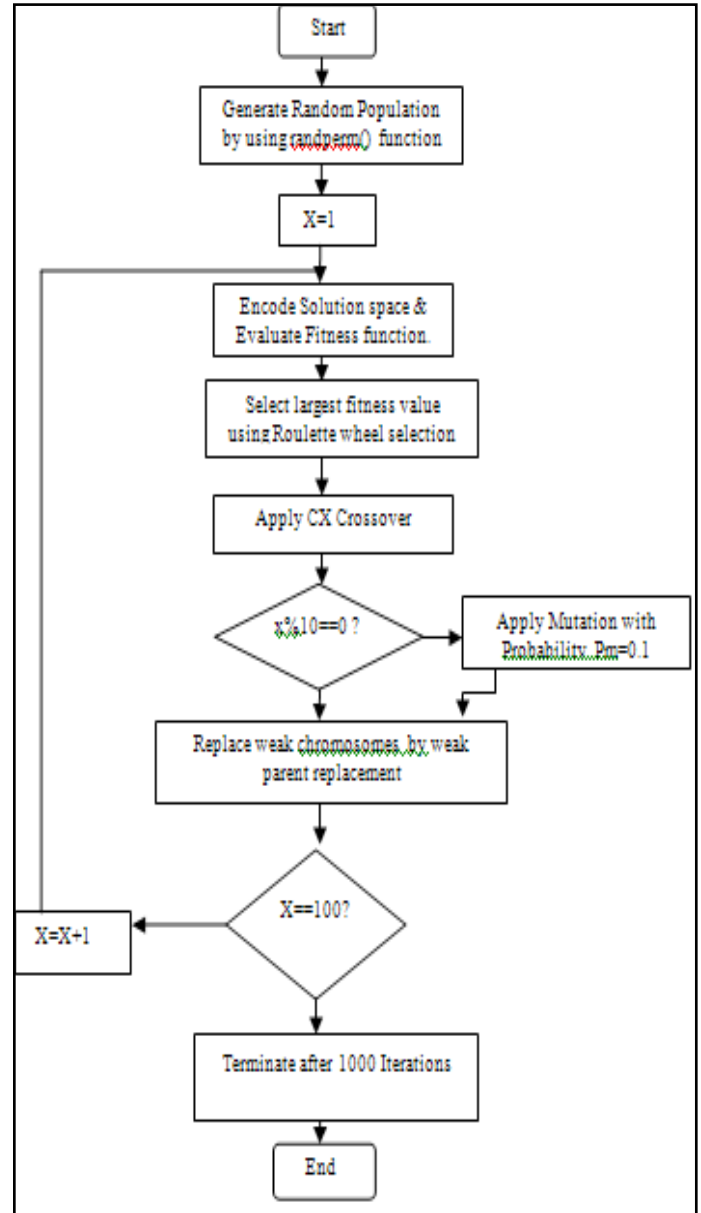 Start
Generate Random Population
by using randperm() function
X=1
Encode Solution space &
Evaluate Fitness function.
Select largest fitness value
using Roulette wheel selection
Apply CX Crossover
x%10==0 ?
Apply Mutation with
Probability Pm=0.1
Replace weak chromosomes by weak
parent replacement
X==100?
X=X+1
Terminate after 1000 Iterations
End